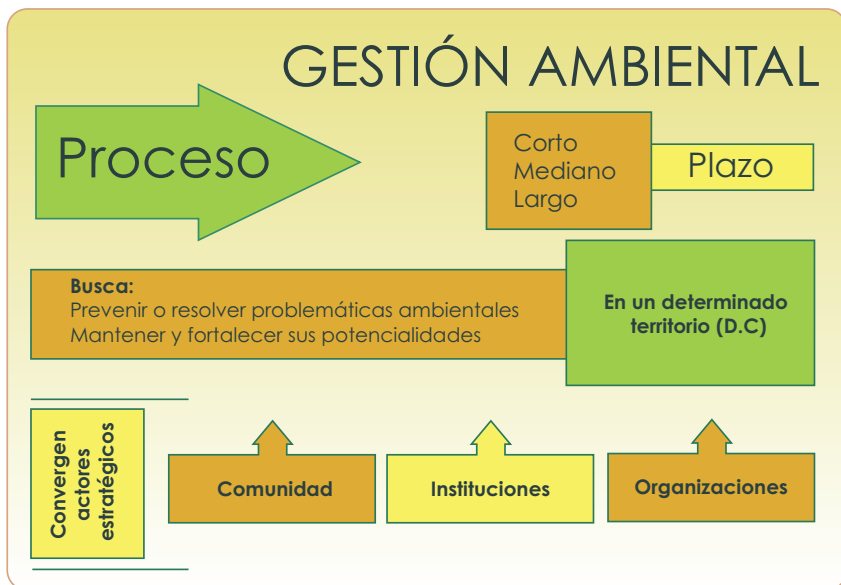 GESTIÓN AMBIENTAL
Proceso
Corto
Mediano
Largo
Plazo
Busca:
Prevenir o resolver problemáticas ambientales
Mantener y fortalecer sus potencialidades
En un determinado
territorio (D.C)
Convergen
actores
estratégicos
Comunidad
Instituciones
Organizaciones